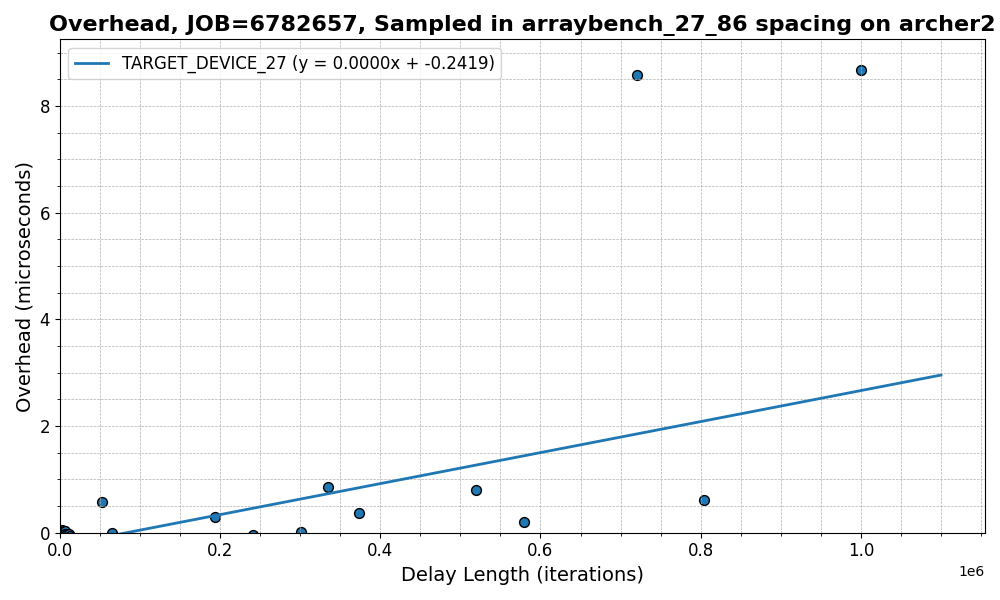 Overhead, JOB=6782657, Sampled in arraybench_27_86 spacing on archer2
TARGET_DEVICE_27 (y = 0.0000x + -0.2419)
Overhead (microseconds)
8
6
4
2
0
0.0 0.2 0.4 0.6 0.8 1.0
1e6
Delay Length (iterations)